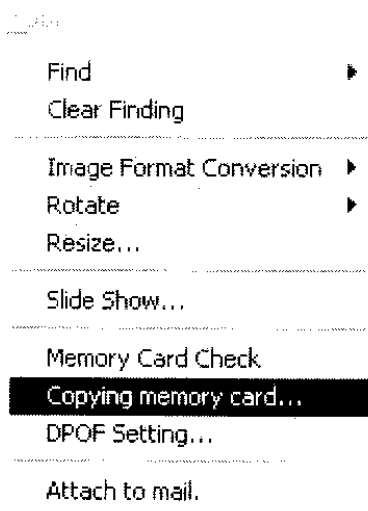 Find
Clear Finding
Image Format Conversion
Rotate
Resize...
Slide Show...
Memory Card Check
Copying memory card...
DPOF Setting...
Attach to mail.